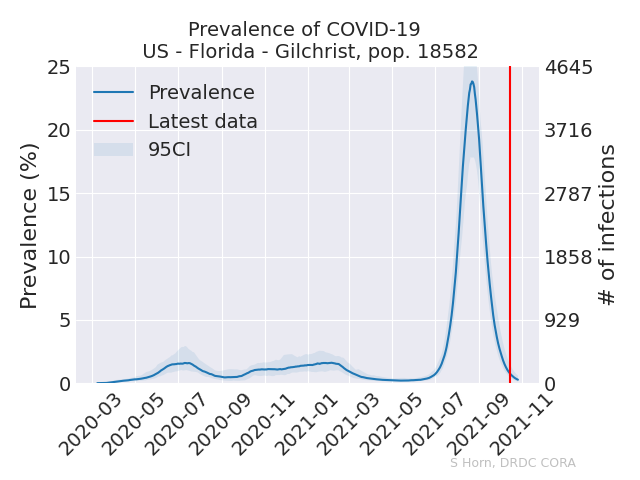 Prevalence of COVID-19
US - Florida - Gilchrist, pop. 18582
Prevalence
Latest data
95CI
Prevalence (%)
25
20
15
10
5
0
4645
3716
2787
1858
929
0
# of infections
2020-03
2020-05
2020-07
2020-09
2020-11
2021-01
2021-03
2021-05
2021-07
2021-09
2021-11
S Horn, DRDC CORA